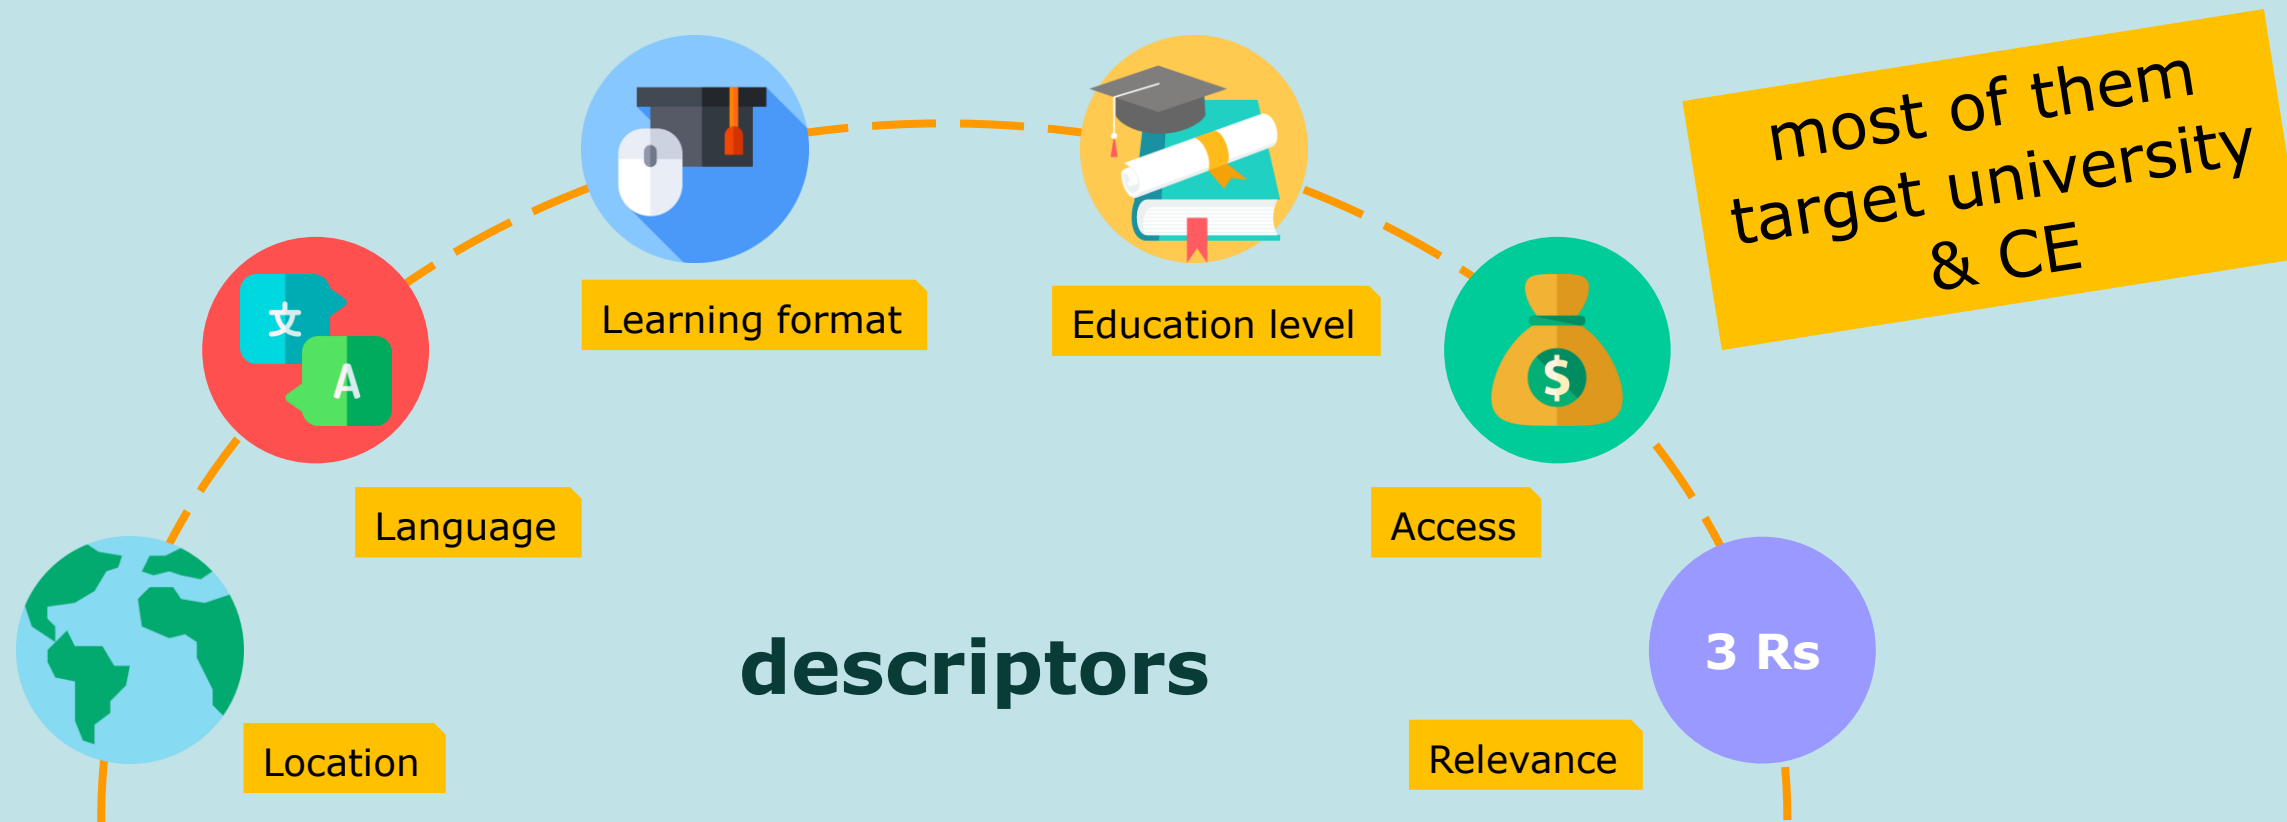 most of them
target university
& CE
Learning format
Education level
文
A
$
Language
Access
3 Rs
descriptors
Location
Relevance